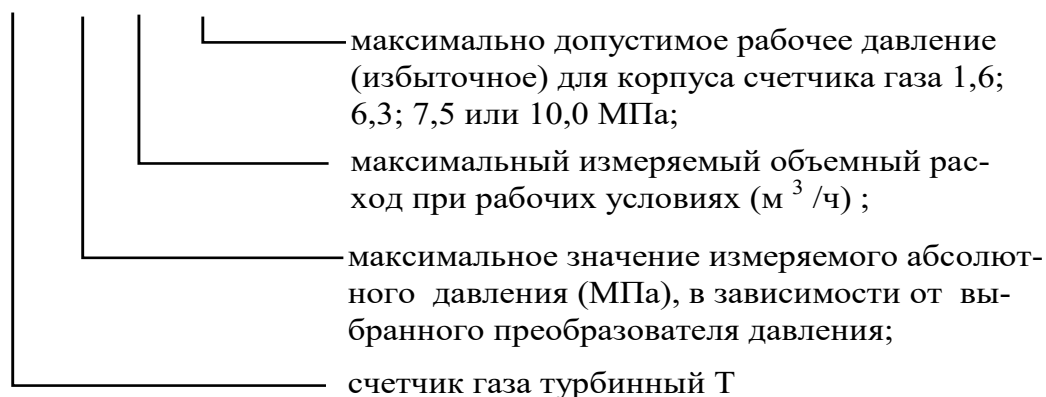 максимально допустимое рабочее давление
(избыточное) для корпуса счетчика газа 1,6;
6,3; 7,5 или 10,0 МПа;
максимальный измеряемый объемный рас-
ход при рабочих условиях (м ³ /ч) ;
максимальное значение измеряемого абсолют-
ного давления (МПа), в зависимости от вы-
бранного преобразователя давления;
счетчик газа турбинный Т